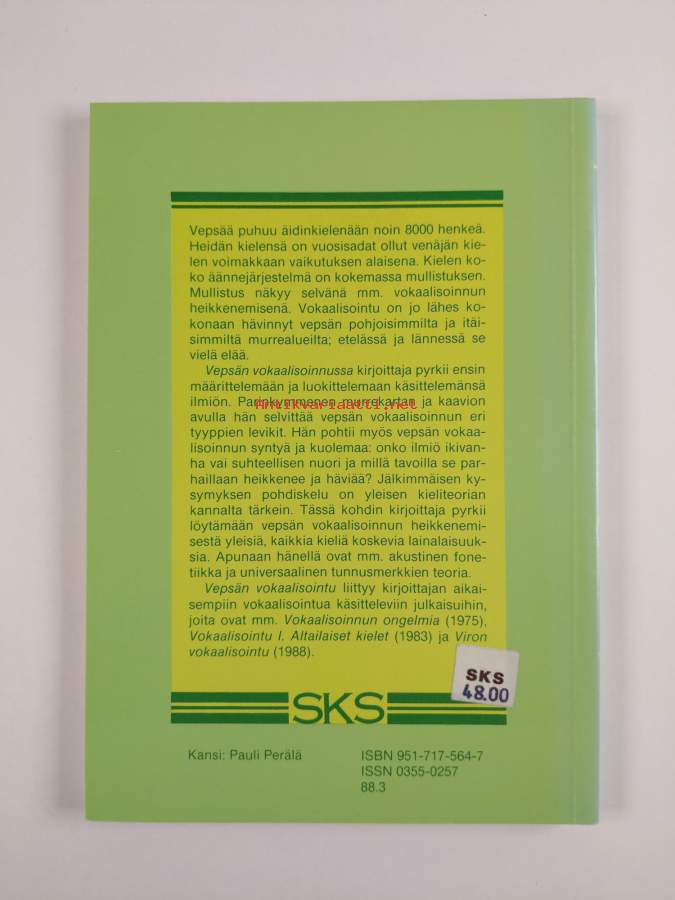 Vepsää puhuu äidinkielenään noin 8000 henkeä.
Heidän kielensä on vuosisadat ollut venäjän kie-
len voimakkaan vaikutuksen alaisena. Kielen ko-
ko äännejärjestelmä on kokemassa mullistuksen.
Mullistus näkyy selvänä mm. vokaalisoinnun
heikkenemisenä. Vokaalisointu on jo lähes ko-
konaan hävinnyt vepsän pohjoisimmilta ja itäi-
simmiltä murrealueilta; etelässä ja lännessä se
vielä elää.
Vepsän vokaalisoinnussa kirjoittaja pyrkii ensin
määrittelemään ja luokittelemaan käsittelemänsä
ilmiön. Parinkymmenen murrekartan ja kaavion
Antikvariaatti.net
avulla hän selvittää vepsän vokaalisoinnun eri
tyyppien levikit. Hän pohtii myös vepsän vokaa-
lisoinnun syntyä ja kuolemaa: onko ilmiö ikivan-
ha vai suhteellisen nuori ja millä tavoilla se par-
haillaan heikkenee ja häviää? Jälkimmäisen ky-
symyksen pohdiskelu on yleisen kieliteorian
kannalta tärkein. Tässä kohdin kirjoittaja pyrkii
löytämään vepsän vokaalisoinnun heikkenemi-
sestä yleisiä, kaikkia kieliä koskevia lainalaisuuk-
sia. Apunaan hänellä ovat mm. akustinen fone-
tiikka ja universaalinen tunnusmerkkien teoria.
Vepsän vokaalisointu liittyy kirjoittajan aikai-
sempiin vokaalisointua käsitteleviin julkaisuihin,
joita ovat mm. Vokaalisoinnun ongelmia (1975),
Vokaalisointu I. Altailaiset kielet (1983) ja Viron
vokaalisointu (1988).
SKS
48.00
SKS
Kansi: Pauli Perälä
ISBN 951-717-564-7
ISSN 0355-0257
88.3